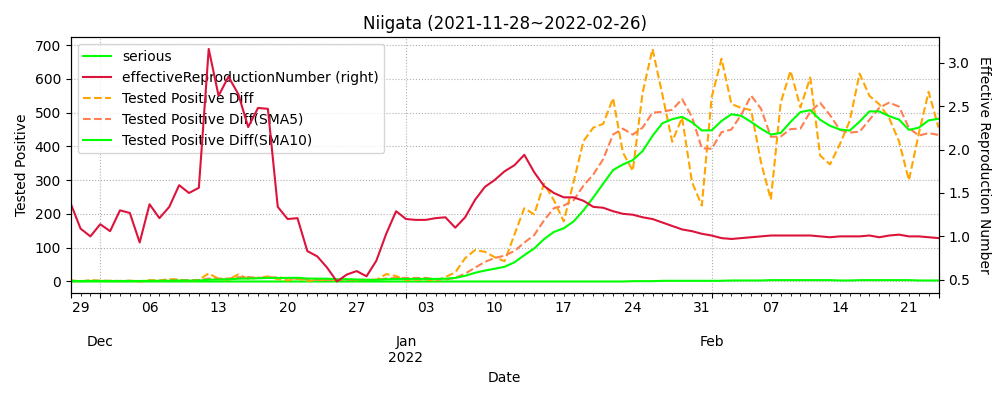 Niigata (2021-11-28~2022-02-26)
serious
effectiveReproductionNumber (right)
Tested Positive Diff
Tested Positive Diff(SMA5)
Tested Positive Diff(SMA10)
Tested Positive
700
600
500
400
300
200
100
0
3.0
2.5
2.0
1.5
1.0
0.5
Effective Reproduction Number
29 06 13 20 27 03 10 17 24 31 07 14 21
Dec Jan Feb
2022
Date